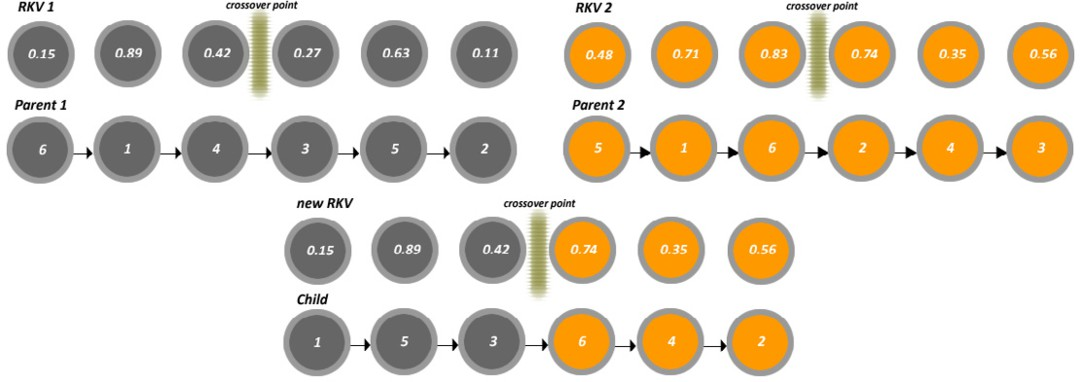 RKV 1
crossover point
0.15 0.89 0.42 0.27 0.63 0.11
Parent 1
6 1 4 3 5 2
RKV 2
crossover point
0.48 0.71 0.83 0.74 0.35 0.56
Parent 2
5 1 6 2 4 3
new RKV
crossover point
0.15 0.89 0.42 0.74 0.35 0.56
Child
1 5 3 6 4 2